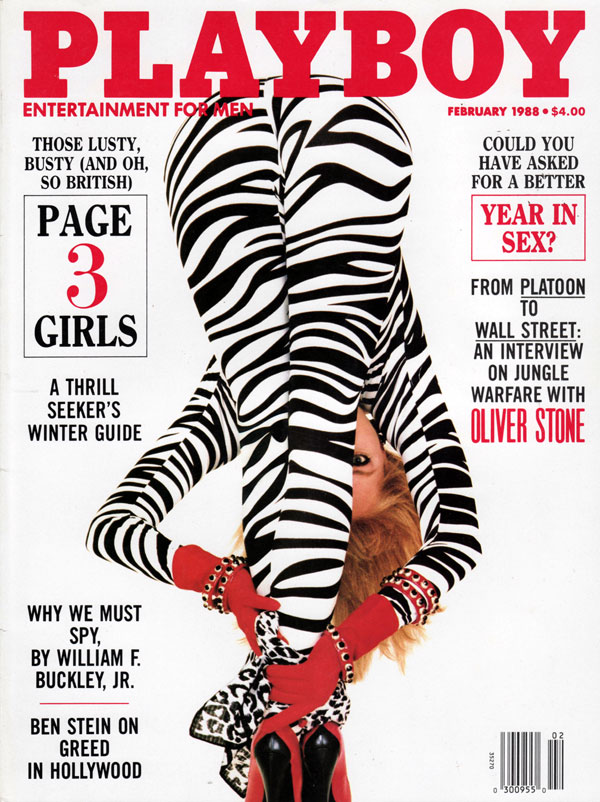 PLAYBOY
ENTERTAINMENT FOR MEN
FEBRUARY 1988 • $4.00
THOSE LUSTY,
BUSTY (AND OH,
SO BRITISH)
PAGE
3
GIRLS
A THRILL
SEEKER'S
WINTER GUIDE
WHY WE MUST
SPY,
BY WILLIAM F.
BUCKLEY, JR.
BEN STEIN ON
GREED
IN HOLLYWOOD
COULD YOU
HAVE ASKED
FOR A BETTER
YEAR IN
SEX?
FROM PLATOON
TO
WALL STREET:
AN INTERVIEW
ON JUNGLE
WARFARE WITH
OLIVER STONE
02
35270
0 300955 0